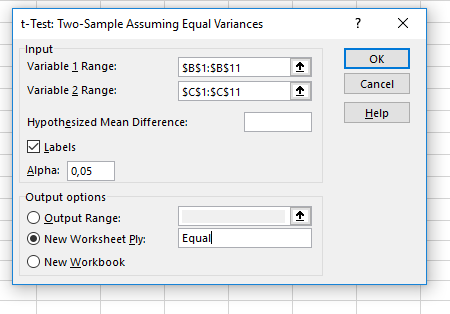 t-Test: Two-Sample Assuming Equal Variances
?
Input
Variable 1 Range:
$B$1:$B$11
Variable 2 Range:
$C$1:$C$11
Hypothesized Mean Difference:
Labels
Alpha:
0,05
OK
Cancel
Help
Output options
Output Range:
New Worksheet Ply:
Equal
New Workbook